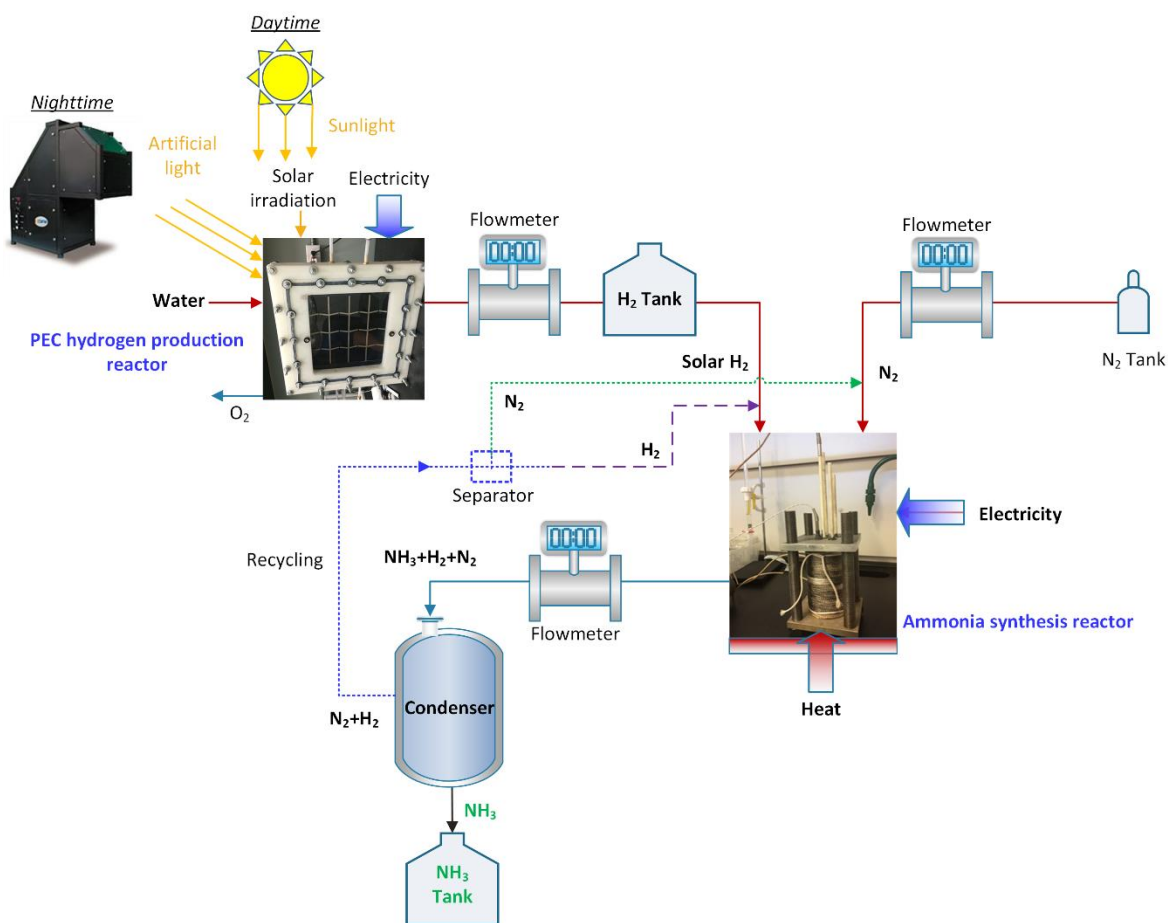 Daytime
Nighttime
Artificial
light
Sunlight
Solar
irradiation
Electricity
Flowmeter
00:00
Flowmeter
00:00
Water
H₂ Tank
PEC hydrogen production
reactor
N₂ Tank
Solar H₂
N₂
O₂
N₂
H₂
Separator
Electricity
00:00
NH₃+H₂+N₂
Recycling
Flowmeter
Ammonia synthesis reactor
Condenser
N₂+H₂
Heat
NH₃
NH₃
Tank